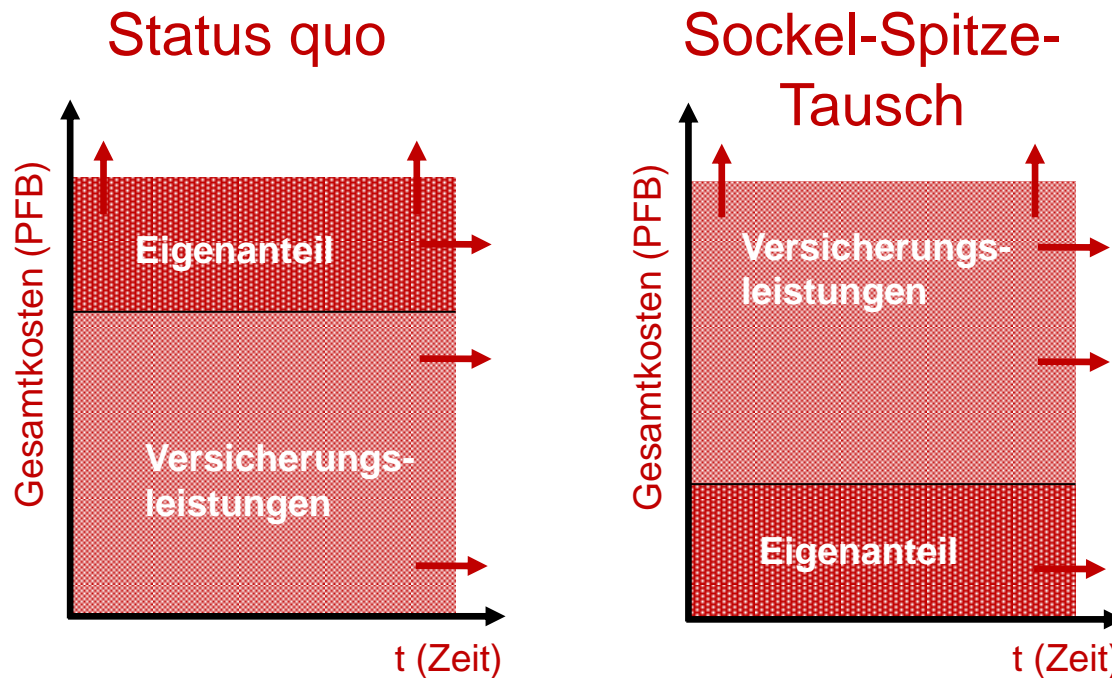 Status quo
Gesamtkosten (PFB)
Eigenanteil
Versicherungs-
leistungen
t (Zeit)
Sockel-Spitze-
Tausch
Gesamtkosten (PFB)
Versicherungs-
leistungen
Eigenanteil
t (Zeit)